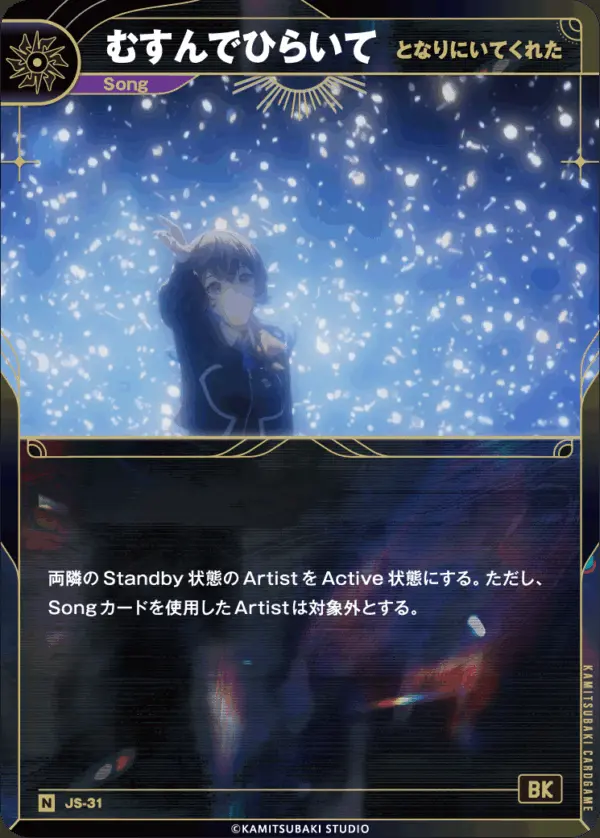 むすんでひらいて となりにいてくれた
Song
両隣のStandby 状態のArtistをActive 状態にする。ただし、
Songカードを使用したArtistは対象外とする。
KAMITSUBAKI CARDGAME
BK
N JS-31
©KAMITSUBAKI STUDIO